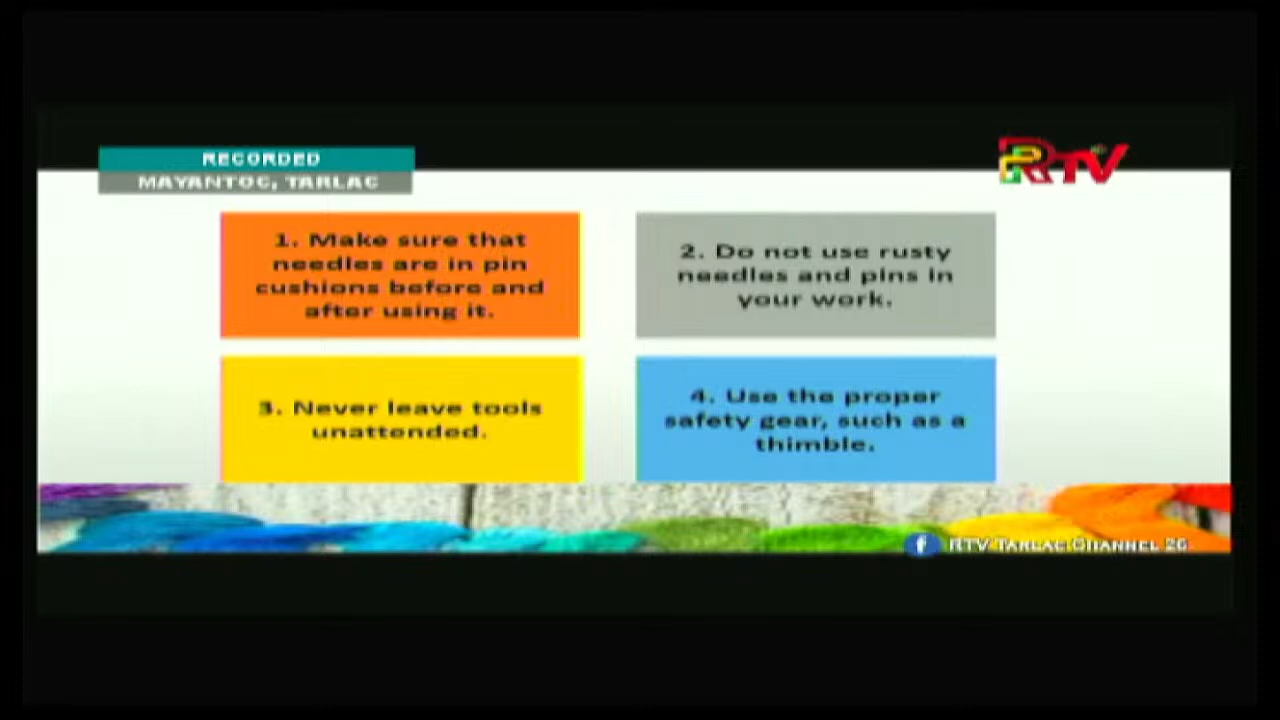 RECORDED
MAYANTOC, TARLAC
RTV
1. Make sure that
needles are in pin
cushions before and
after using it.
2. Do not use rusty
needles and pins in
your work.
3. Never leave tools
unattended.
4. Use the proper
safety gear, such as a
thimble.
f RTV TARLAC CHANNEL 26